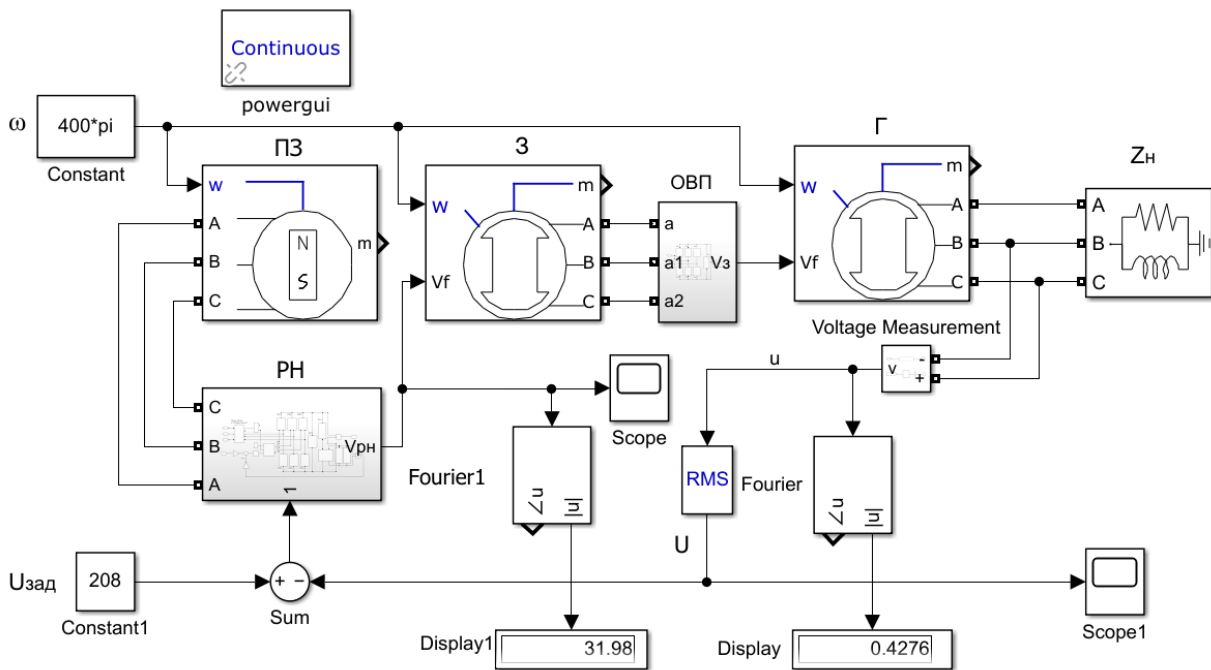 Continuous
powergui
ω
400*pi
Constant
ПЗ
w
A
B
C
m
N
S
З
w
Vf
m
A
B
C
ОВП
a
a1
a2
Vз
Г
w
Vf
m
A
B
C
Zн
A
B
C
Voltage Measurement
v
-
+
u
РН
C
B
A
Vрн
1
Scope
Fourier1
∠u
|u|
RMS
Fourier
∠u
|u|
U
Uзад
208
Constant1
+ −
Sum
Display1
31.98
Display
0.4276
Scope1